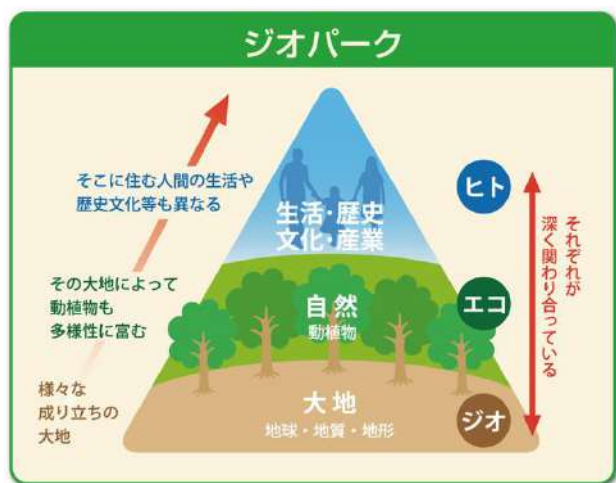 ジオパーク
そこに住む人間の生活や
歴史文化等も異なる
その大地によって
動植物も
多様性に富む
様々な
成り立ちの
大地
生活・歴史
文化・産業
自然
動植物
大地
地球・地質・地形
ヒト
エコ
ジオ
それぞれが
深く関わり合っている